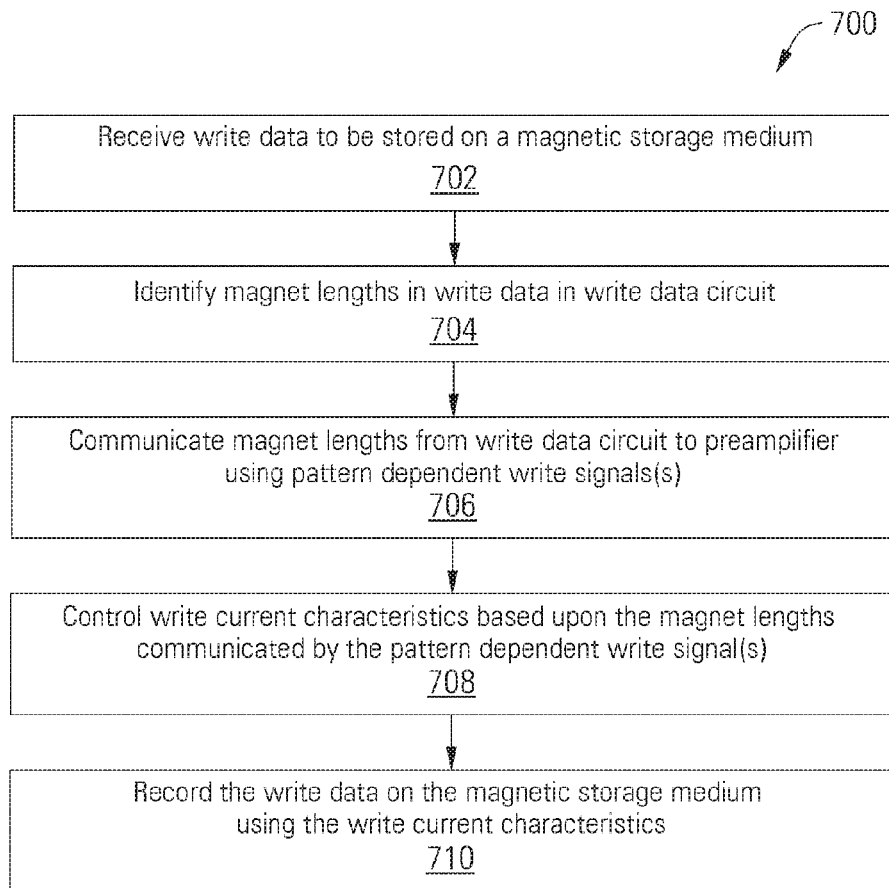 700
Receive write data to be stored on a magnetic storage medium
702
Identify magnet lengths in write data in write data circuit
704
Communicate magnet lengths from write data circuit to preamplifier
using pattern dependent write signals(s)
706
Control write current characteristics based upon the magnet lengths
communicated by the pattern dependent write signal(s)
708
Record the write data on the magnetic storage medium
using the write current characteristics
710